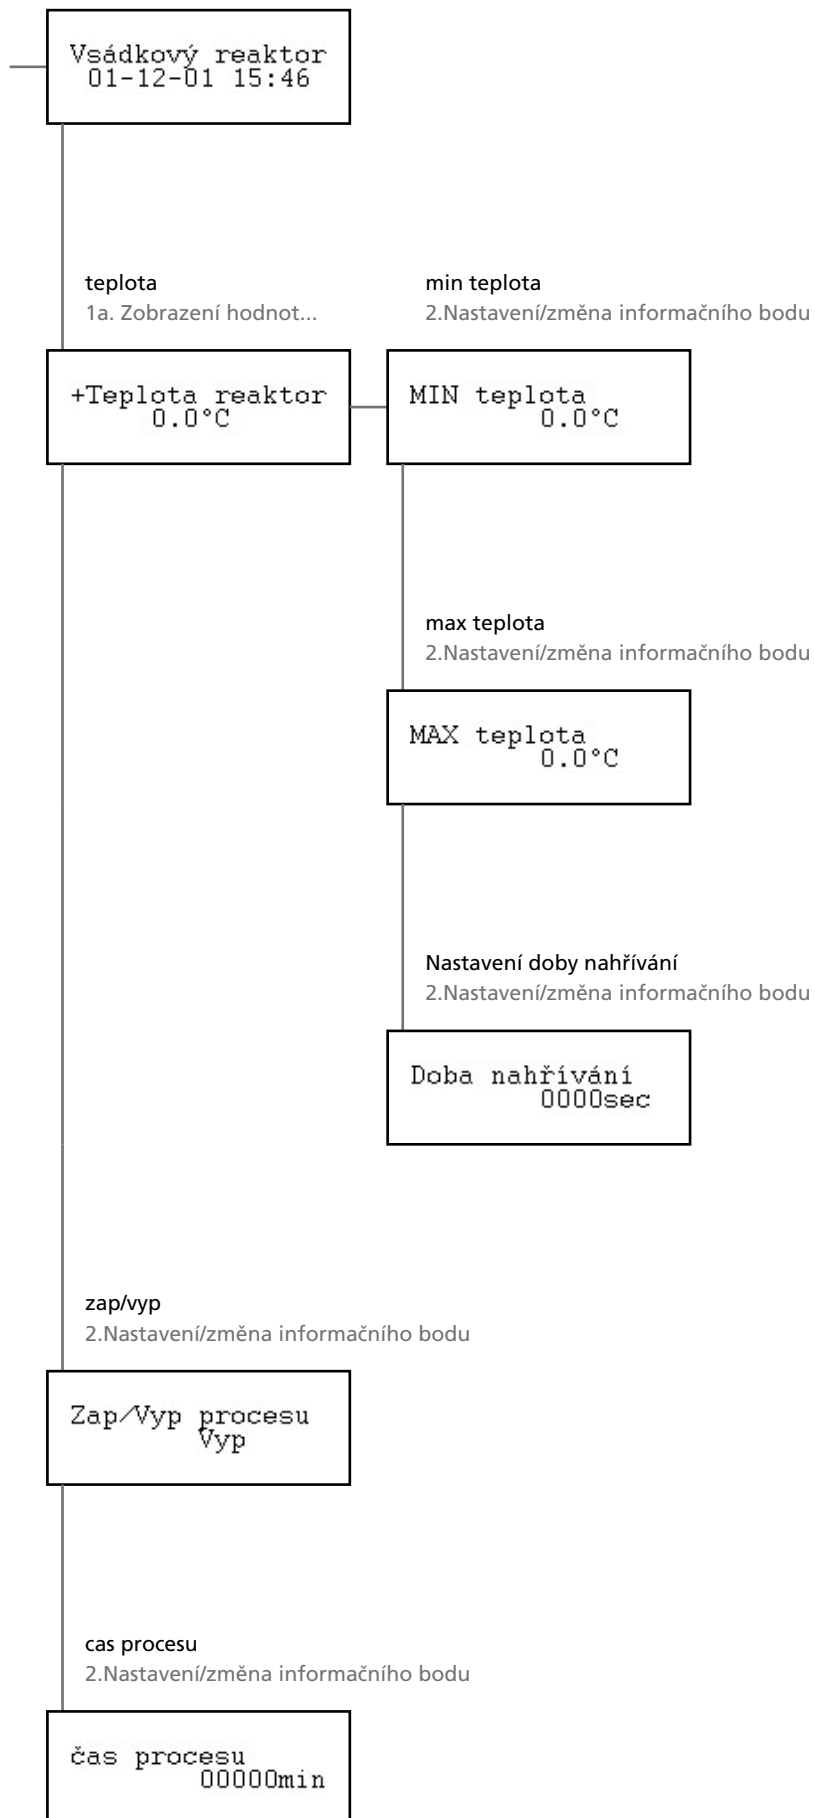 Vsádkový reaktor
01-12-01 15:46
teplota
1a. Zobrazení hodnot...
min teplota
2.Nastavení/změna informačního bodu
+Teplota reaktor
0.0°C
MIN teplota
0.0°C
max teplota
2.Nastavení/změna informačního bodu
MAX teplota
0.0°C
Nastavení doby nahřívání
2.Nastavení/změna informačního bodu
Doba nahřívání
0000sec
zap/vyp
2.Nastavení/změna informačního bodu
Zap/Vyp procesu
Vyp
cas procesu
2.Nastavení/změna informačního bodu
čas procesu
00000min